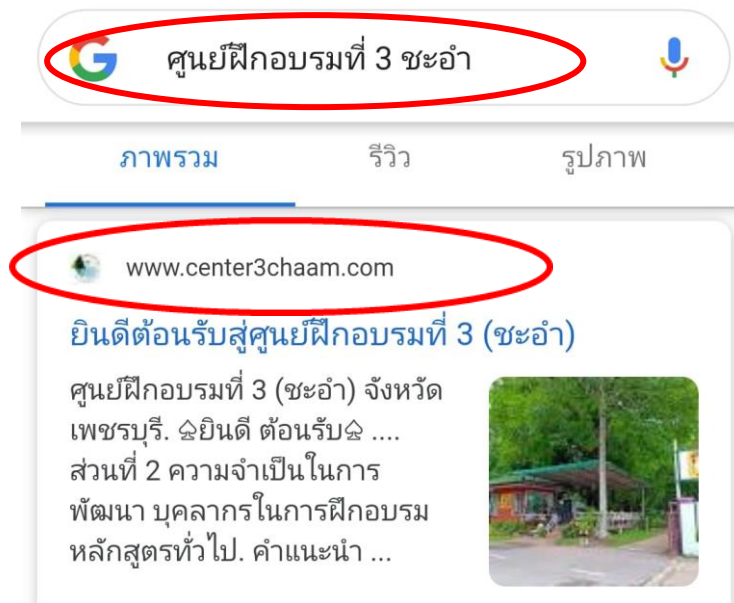 ศูนย์ฝึกอบรมที่ 3 ชะอำ
ภาพรวม รีวิว รูปภาพ
www.center3chaam.com
ยินดีต้อนรับสู่ศูนย์ฝึกอบรมที่ 3 (ชะอำ)
ศูนย์ฝึกอบรมที่ 3 (ชะอำ) จังหวัด
เพชรบุรี. ♤ยินดี ต้อนรับ♤ ....
ส่วนที่ 2 ความจำเป็นในการ
พัฒนา บุคลากรในการฝึกอบรม
หลักสูตรทั่วไป. คำแนะนำ ...